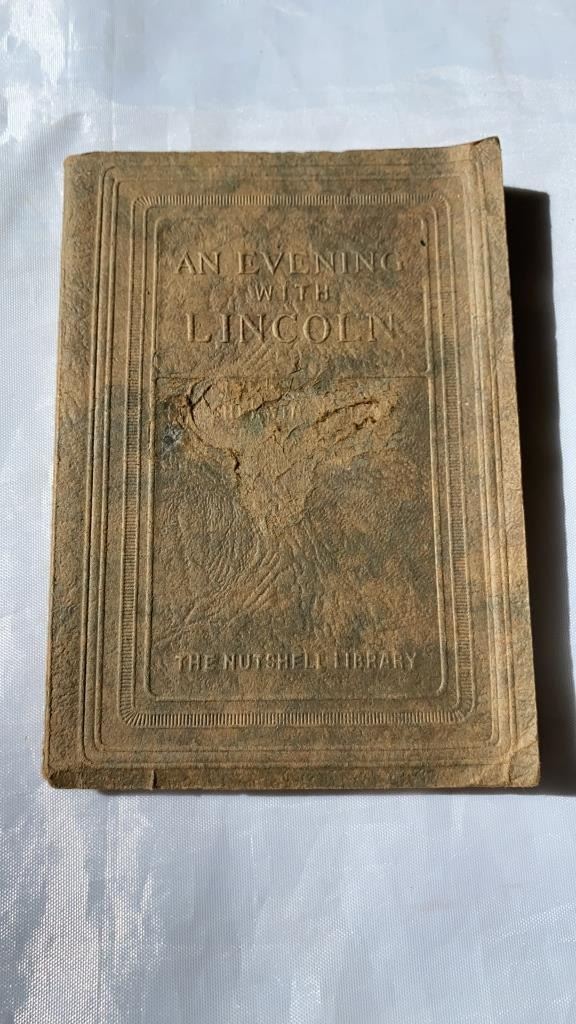 AN EVENING
WITH
LINCOLN
THE NUTSHELL LIBRARY